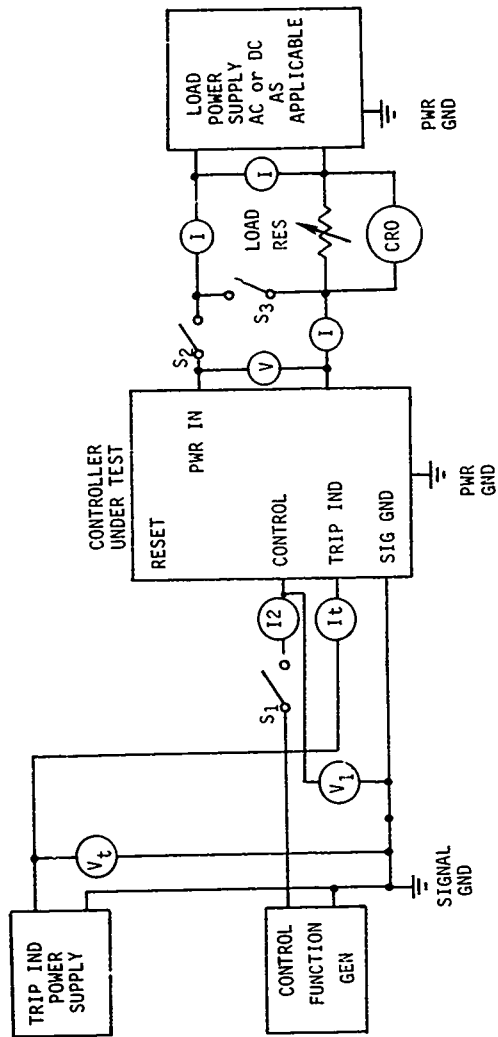 TRIP IND
POWER
SUPPLY
CONTROL
FUNCTION
GEN
SIGNAL
GND
Vt
V1
S1
I2
It
CONTROLLER
UNDER TEST
RESET
PWR IN
CONTROL
TRIP IND
SIG GND
PWR
GND
S2
V
I
S3
I
LOAD
RES
I
CRO
LOAD
POWER
SUPPLY
AC or DC
AS
APPLICABLE
PWR
GND